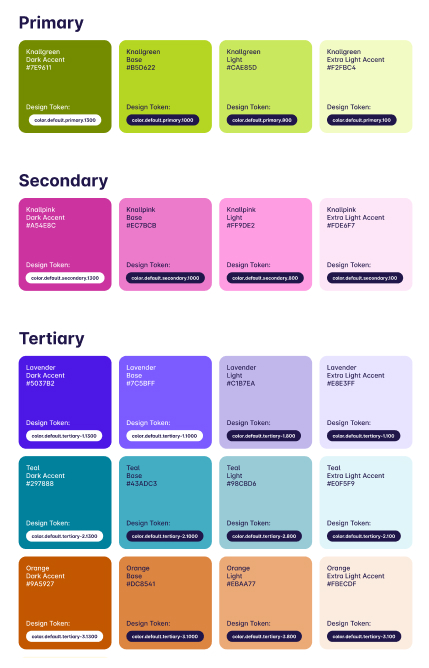 Primary
Knallgreen
Dark Accent
#7E9611
Design Token:
color.default.primary.1300
Knallgreen
Base
#B5D622
Design Token:
color.default.primary.1000
Knallgreen
Light
#CAE85D
Design Token:
color.default.primary.800
Knallgreen
Extra Light Accent
#F2FBC4
Design Token:
color.default.primary.100
Secondary
Knallpink
Dark Accent
#A54E8C
Design Token:
color.default.secondary.1300
Knallpink
Base
#EC7BCB
Design Token:
color.default.secondary.1000
Knallpink
Light
#FF9DE2
Design Token:
color.default.secondary.800
Knallpink
Extra Light Accent
#FDE6F7
Design Token:
color.default.secondary.100
Tertiary
Lavender
Dark Accent
#5037B2
Design Token:
color.default.tertiary-1.1300
Lavender
Base
#7C5BFF
Design Token:
color.default.tertiary-1.1000
Lavender
Light
#C1B7EA
Design Token:
color.default.tertiary-1.800
Lavender
Extra Light Accent
#E8E3FF
Design Token:
color.default.tertiary-1.100
Teal
Dark Accent
#297888
Design Token:
color.default.tertiary-2.1300
Teal
Base
#43ADC3
Design Token:
color.default.tertiary-2.1000
Teal
Light
#98CBD6
Design Token:
color.default.tertiary-2.800
Teal
Extra Light Accent
#E0F5F9
Design Token:
color.default.tertiary-2.100
Orange
Dark Accent
#9A5927
Design Token:
color.default.tertiary-3.1300
Orange
Base
#DC8541
Design Token:
color.default.tertiary-3.1000
Orange
Light
#EBAA77
Design Token:
color.default.tertiary-3.800
Orange
Extra Light Accent
#FBECDF
Design Token:
color.default.tertiary-3.100